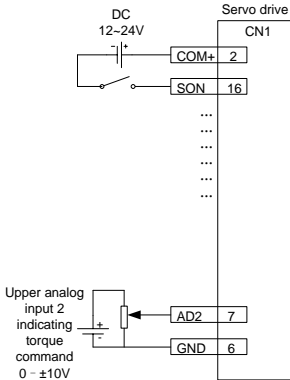 DC
12~24V
Servo drive
CN1
- +
COM+ 2
SON 16
...
...
...
...
...
...
Upper analog
input 2
indicating
torque
command
0 - ±10V
+
-
AD2 7
GND 6